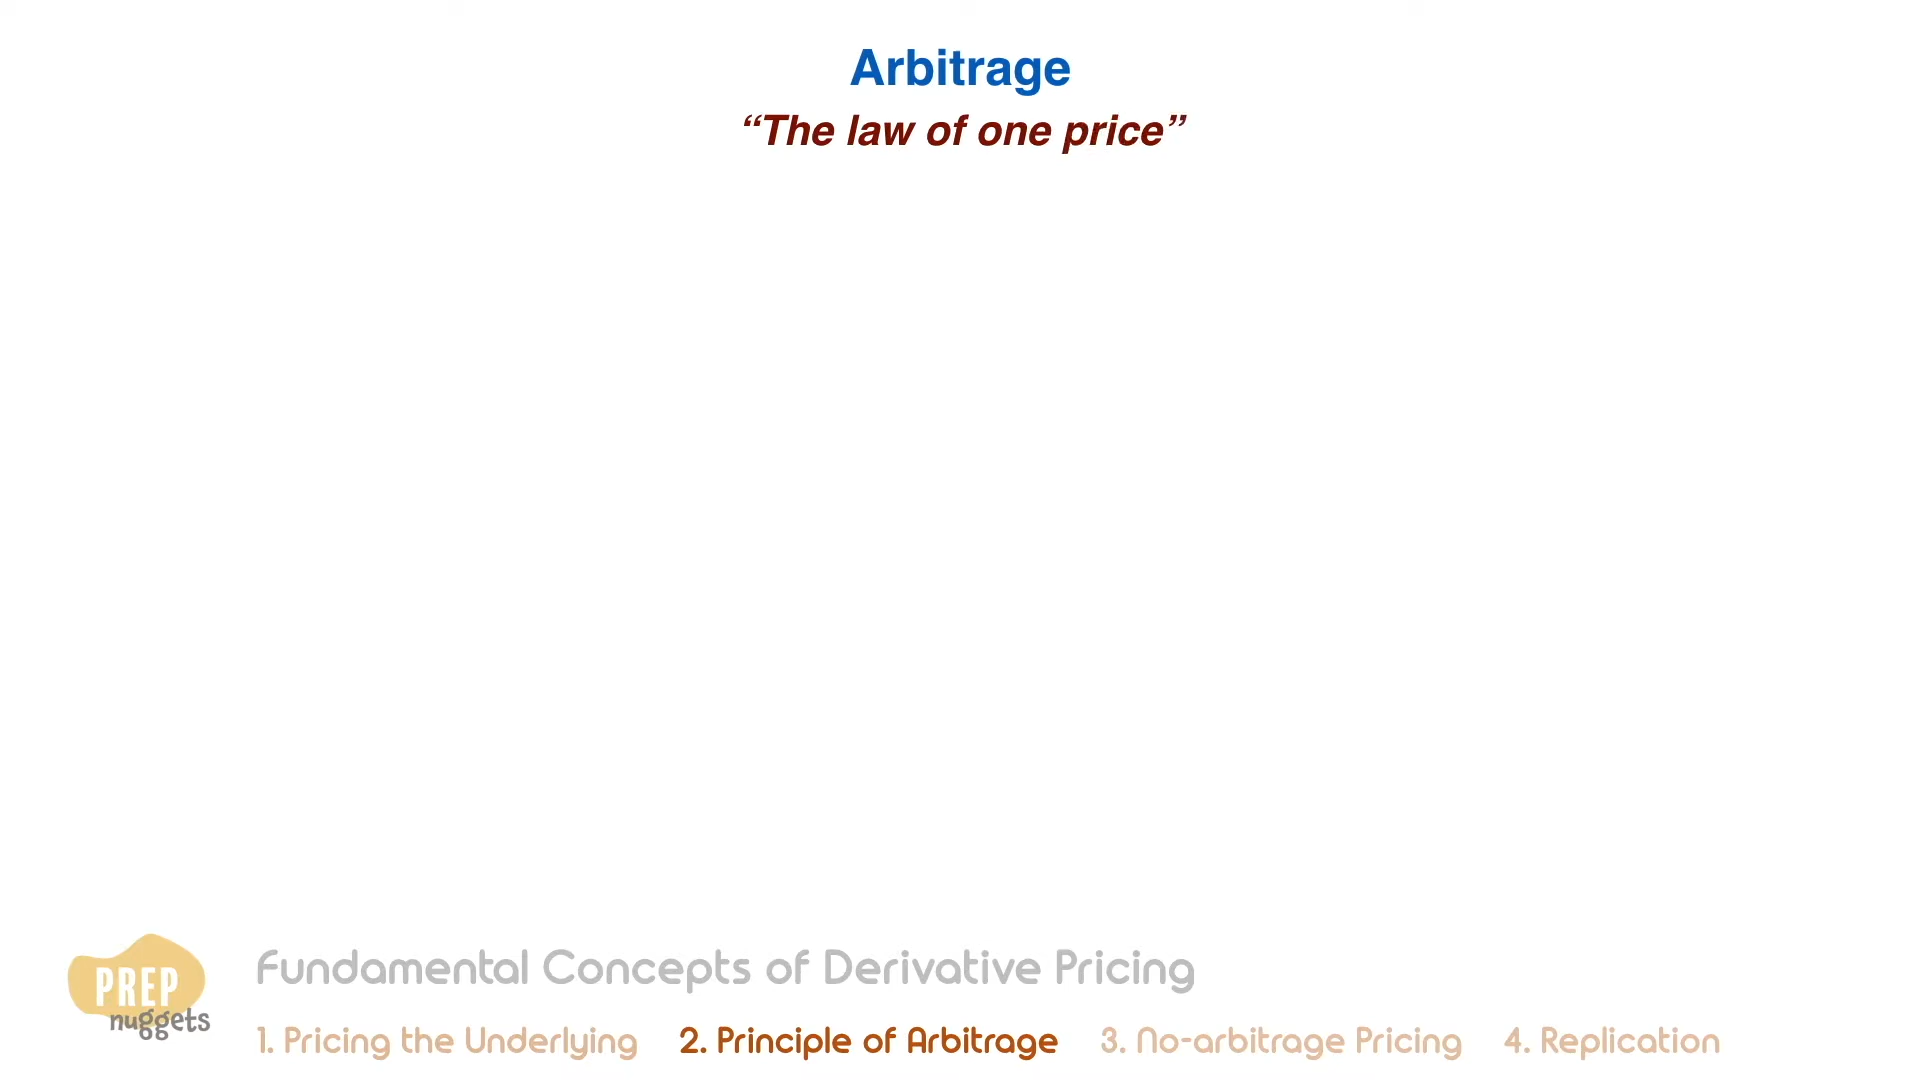 Arbitrage
“The law of one price”
PREP
nuggets
Fundamental Concepts of Derivative Pricing
1. Pricing the Underlying 2. Principle of Arbitrage 3. No-arbitrage Pricing 4. Replication